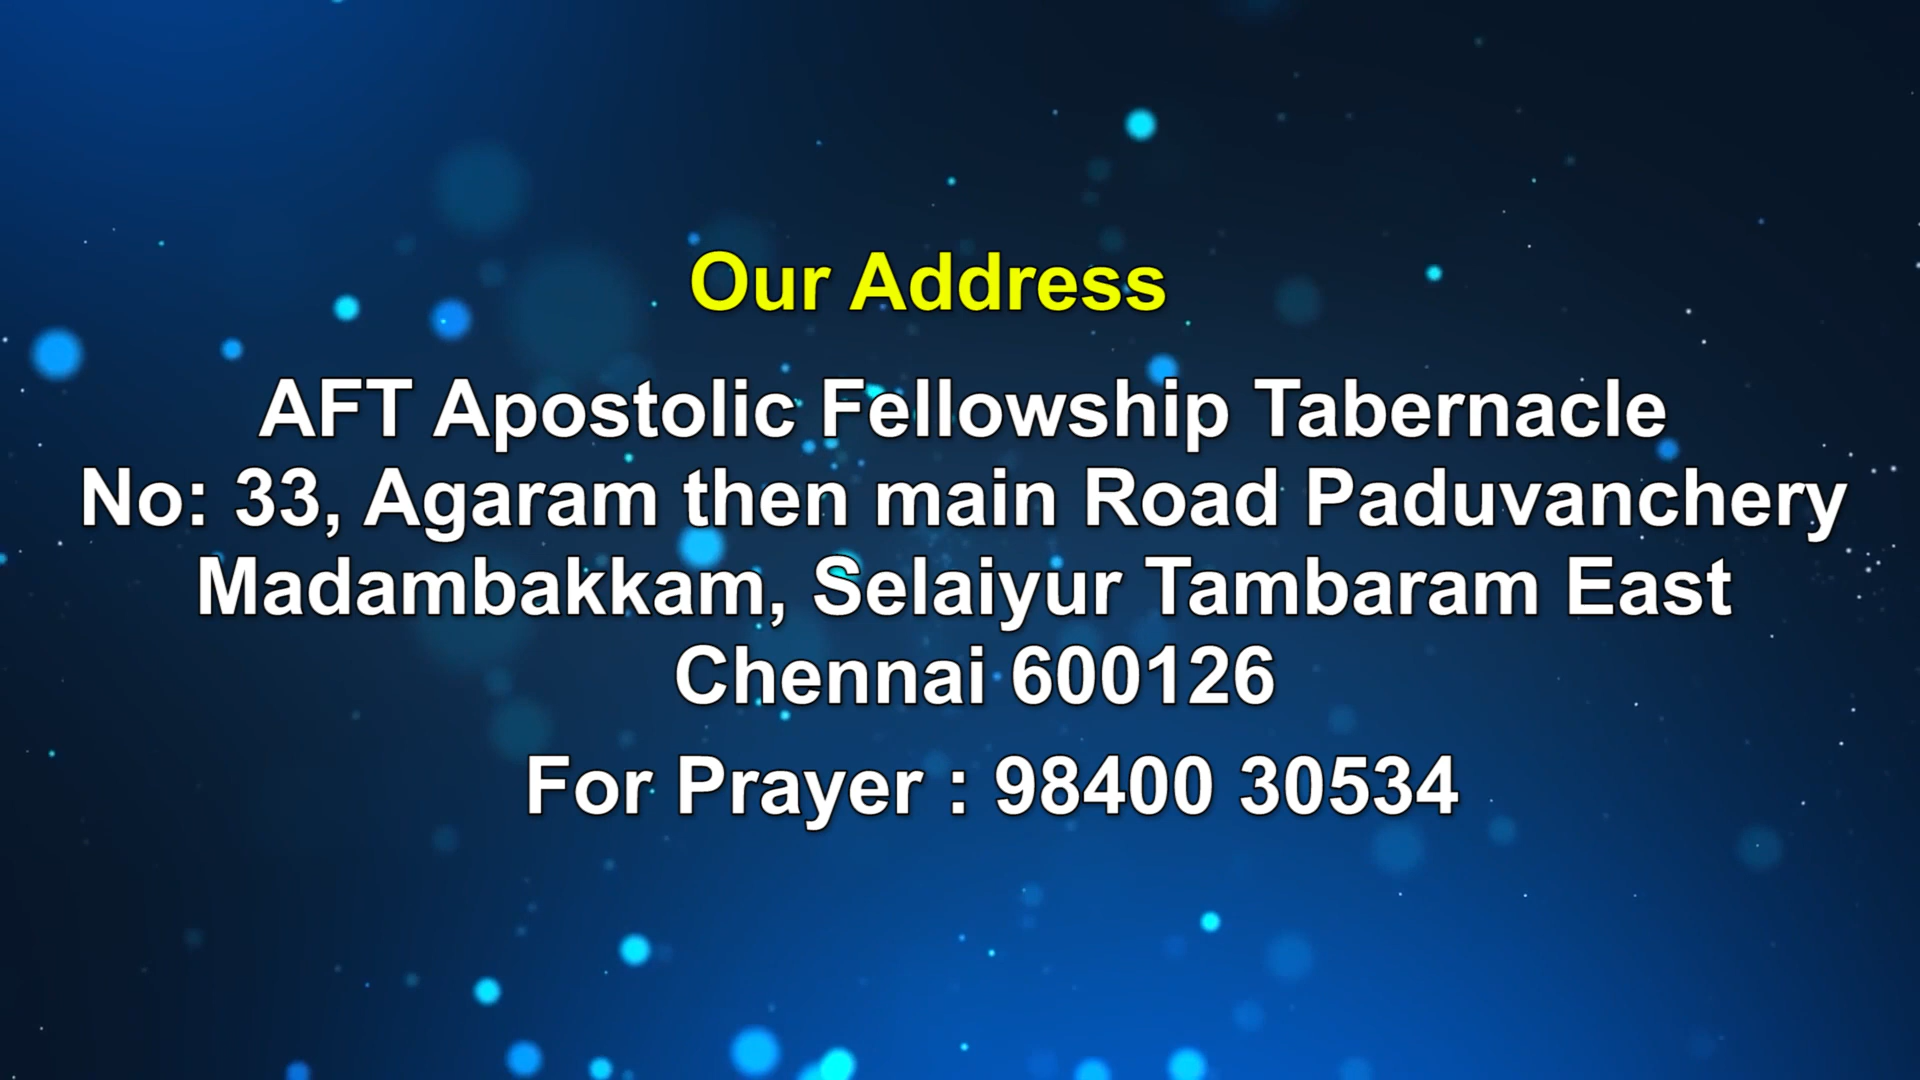 Our Address
AFT Apostolic Fellowship Tabernacle
No: 33, Agaram then main Road Paduvanchery
Madambakkam, Selaiyur Tambaram East
Chennai 600126
For Prayer : 98400 30534